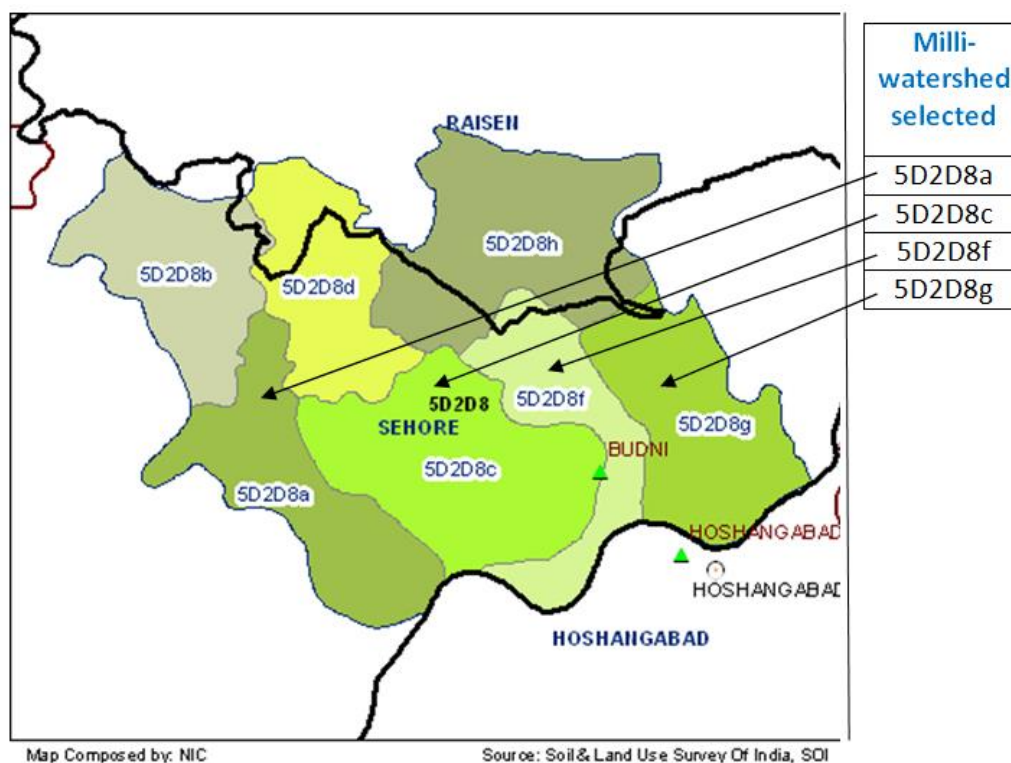 Milli-
watershed
selected
5D2D8a
5D2D8c
5D2D8f
5D2D8g
RAISEN
5D2D8h
5D2D8b
5D2D8d
5D2D8
5D2D8f
SEHORE
5D2D8g
BUDNI
5D2D8c
5D2D8a
HOSHANGABAD
HOSHANGABAD
HOSHANGABAD
Map Composed by: NIC
Source: Soil & Land Use Survey Of India, SOI